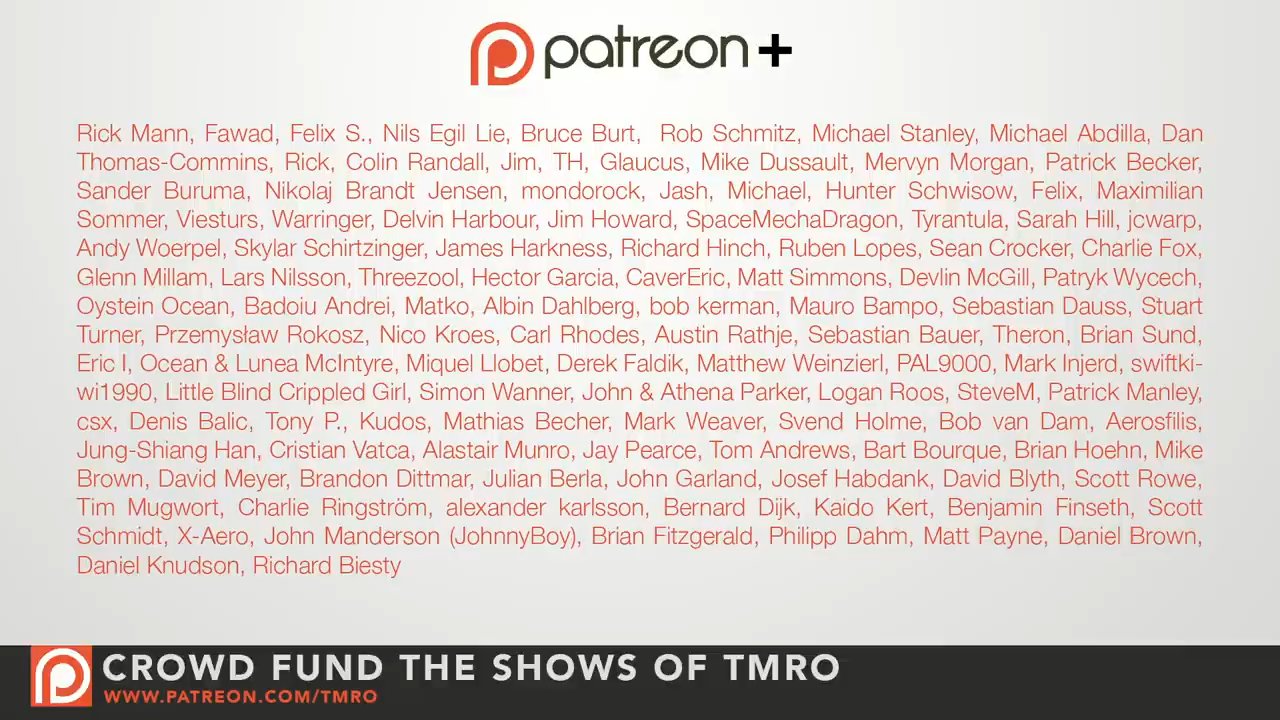 patreon+
Rick Mann, Fawad, Felix S., Nils Egil Lie, Bruce Burt, Rob Schmitz, Michael Stanley, Michael Abdilla, Dan
Thomas-Commins, Rick, Colin Randall, Jim, TH, Glaucus, Mike Dussault, Mervyn Morgan, Patrick Becker,
Sander Buruma, Nikolaj Brandt Jensen, mondorock, Jash, Michael, Hunter Schwisow, Felix, Maximilian
Sommer, Viesturs, Warringer, Delvin Harbour, Jim Howard, SpaceMechaDragon, Tyrantula, Sarah Hill, jcwarp,
Andy Woerpel, Skylar Schirtzinger, James Harkness, Richard Hinch, Ruben Lopes, Sean Crocker, Charlie Fox,
Glenn Millam, Lars Nilsson, Threezool, Hector Garcia, CaverEric, Matt Simmons, Devlin McGill, Patryk Wycech,
Oystein Ocean, Badoiu Andrei, Matko, Albin Dahlberg, bob kerman, Mauro Bampo, Sebastian Dauss, Stuart
Turner, Przemysław Rokosz, Nico Kroes, Carl Rhodes, Austin Rathje, Sebastian Bauer, Theron, Brian Sund,
Eric I, Ocean & Lunea McIntyre, Miquel Llobet, Derek Faldik, Matthew Weinzierl, PAL9000, Mark Injerd, swiftki-
wi1990, Little Blind Crippled Girl, Simon Wanner, John & Athena Parker, Logan Roos, SteveM, Patrick Manley,
csx, Denis Balic, Tony P., Kudos, Mathias Becher, Mark Weaver, Svend Holme, Bob van Dam, Aerosfilis,
Jung-Shiang Han, Cristian Vatca, Alastair Munro, Jay Pearce, Tom Andrews, Bart Bourque, Brian Hoehn, Mike
Brown, David Meyer, Brandon Dittmar, Julian Berla, John Garland, Josef Habdank, David Blyth, Scott Rowe,
Tim Mugwort, Charlie Ringström, alexander karlsson, Bernard Dijk, Kaido Kert, Benjamin Finseth, Scott
Schmidt, X-Aero, John Manderson (JohnnyBoy), Brian Fitzgerald, Philipp Dahm, Matt Payne, Daniel Brown,
Daniel Knudson, Richard Biesty
CROWD FUND THE SHOWS OF TMRO
WWW.PATREON.COM/TMRO